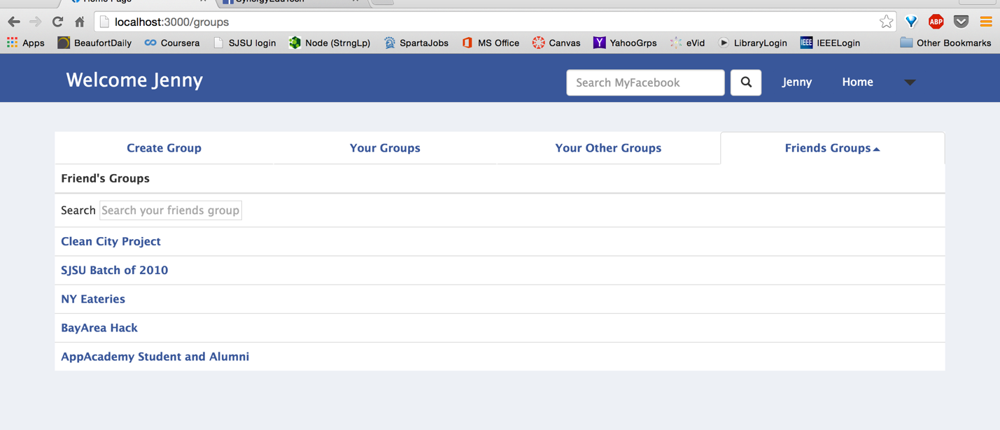 Home Page SynergyEduTech
localhost:3000/groups ABP
Apps BeaufortDaily Coursera SJSU login Node (StrngLp) SpartaJobs MS Office Canvas YahooGrps eVid LibraryLogin IEEELogin Other Bookmarks
Welcome Jenny Search MyFacebook Jenny Home
Create Group Your Groups Your Other Groups Friends Groups
Friend's Groups
Search Search your friends group
Clean City Project
SJSU Batch of 2010
NY Eateries
BayArea Hack
AppAcademy Student and Alumni